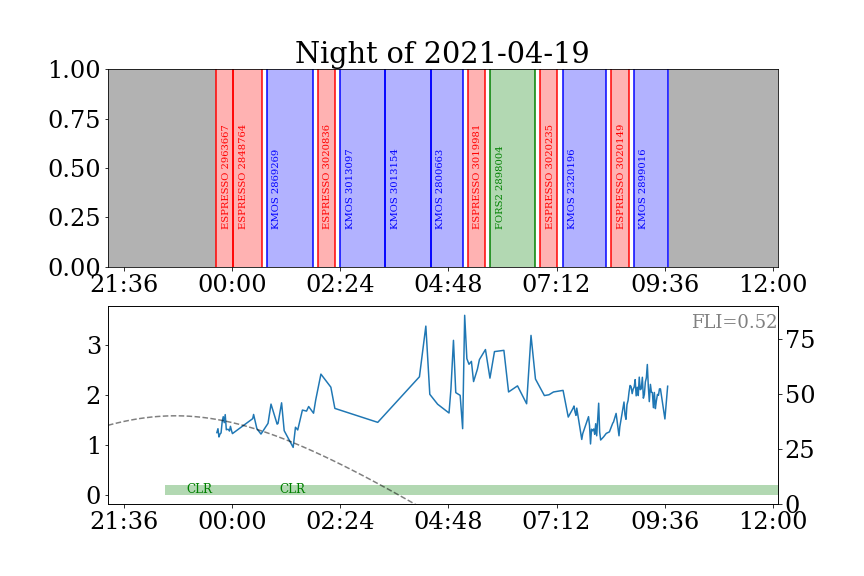 Night of 2021-04-19
1.00
0.75
0.50
0.25
0.00
ESPRESSO 2963667
ESPRESSO 2848764
KMOS 2869269
ESPRESSO 3020836
KMOS 3013097
KMOS 3013154
KMOS 2800663
ESPRESSO 3019981
FORS2 2898004
ESPRESSO 3020235
KMOS 2320196
ESPRESSO 3020149
KMOS 2899016
21:36 00:00 02:24 04:48 07:12 09:36 12:00
FLI=0.52
3
2
1
0
75
50
25
0
CLR CLR
21:36 00:00 02:24 04:48 07:12 09:36 12:00